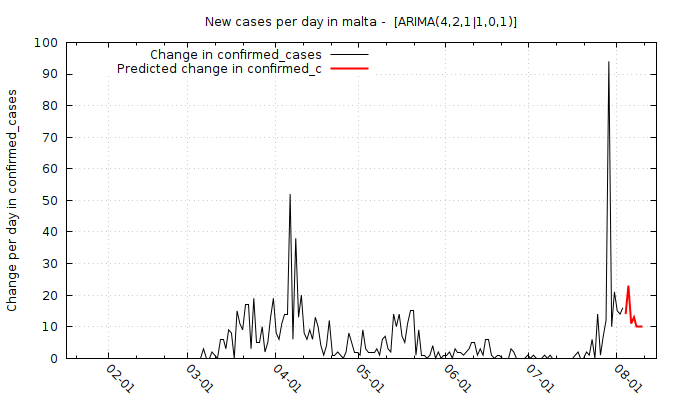 New cases per day in malta -  [ARIMA(4,2,1|1,0,1)]
Change in confirmed_cases
Predicted change in confirmed_c
Change per day in confirmed_cases
100
90
80
70
60
50
40
30
20
10
0
02-01 03-01 04-01 05-01 06-01 07-01 08-01